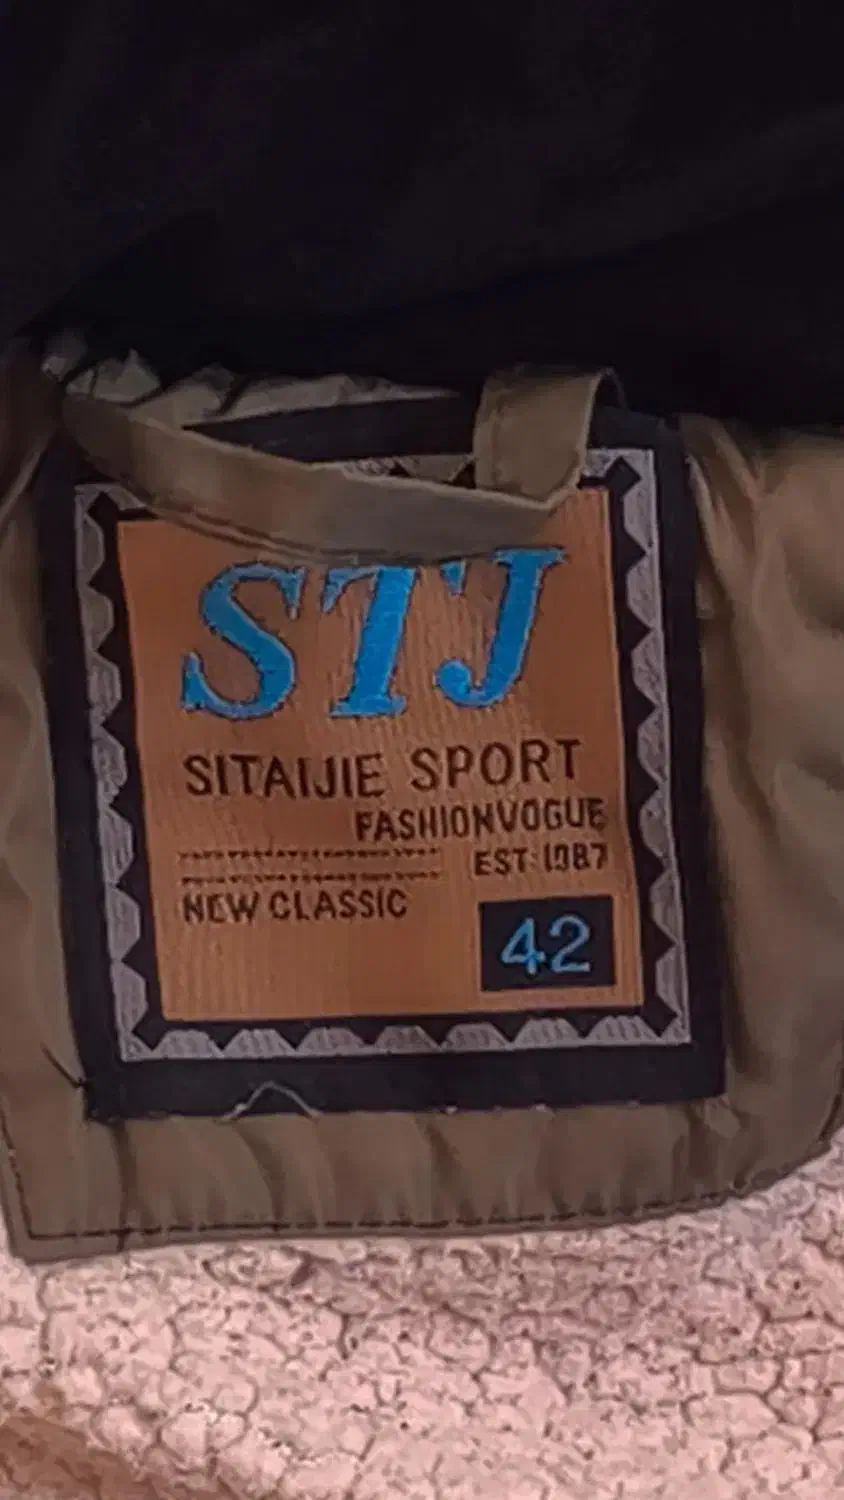 STJ
SITAIJIE SPORT
FASHIONVOGUE
EST:1987
NEW CLASSIC
42